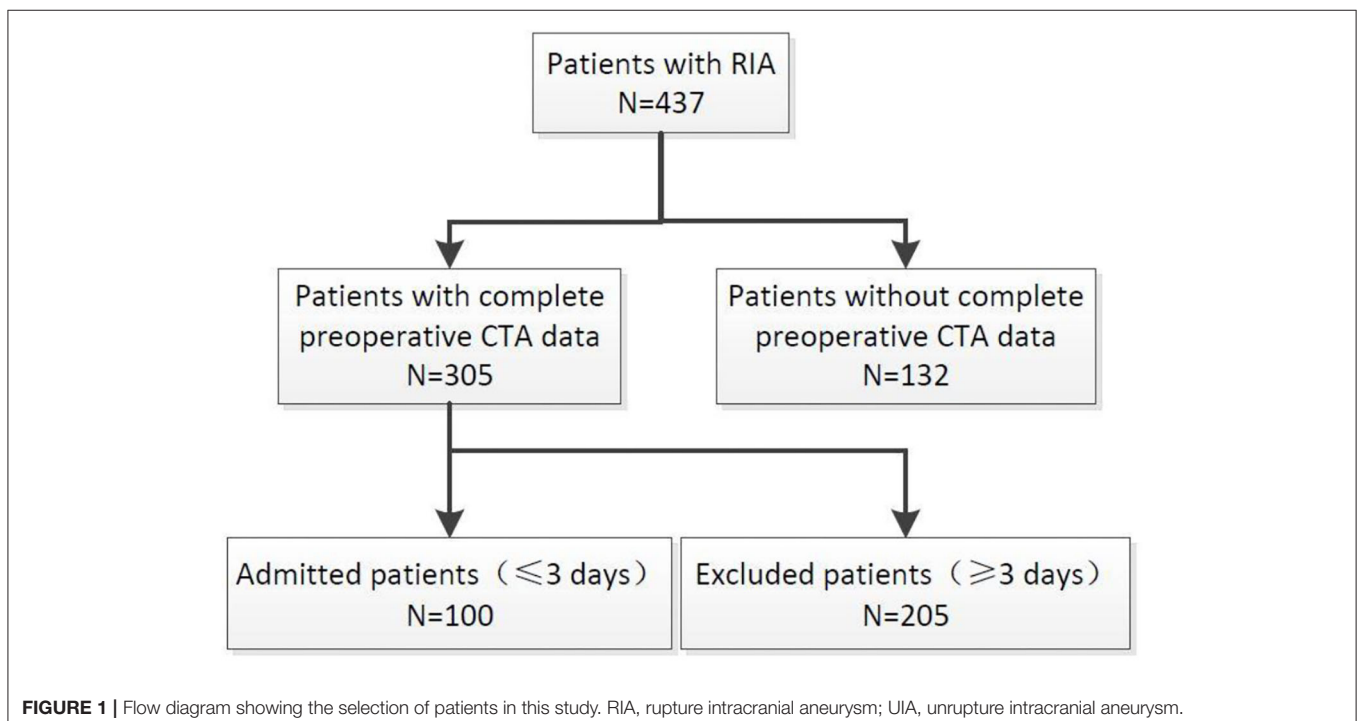 Patients with RIA
N=437
Patients with complete
preoperative CTA data
N=305
Patients without complete
preoperative CTA data
N=132
Admitted patients（≦3 days）
N=100
Excluded patients（≧3 days）
N=205
FIGURE 1 | Flow diagram showing the selection of patients in this study. RIA, rupture intracranial aneurysm; UIA, unrupture intracranial aneurysm.